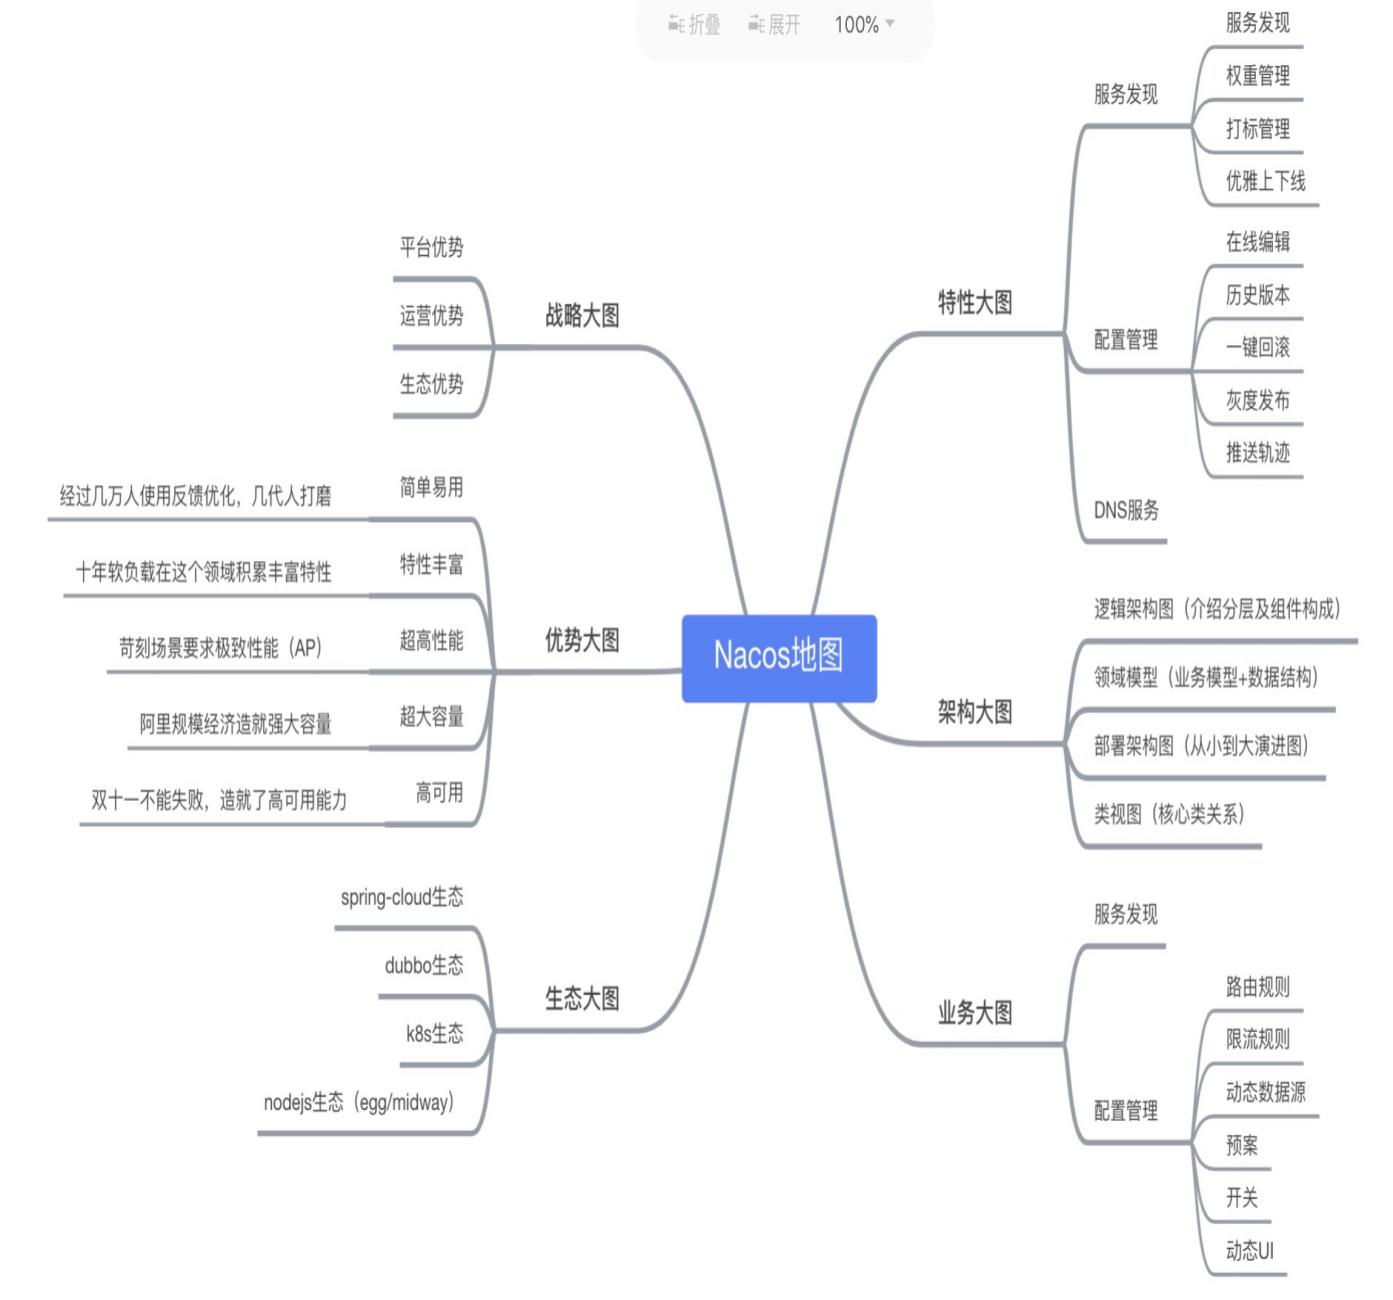 折叠 展开 100%
Nacos地图
特性大图
服务发现
服务发现
权重管理
打标管理
优雅上下线
配置管理
在线编辑
历史版本
一键回滚
灰度发布
推送轨迹
DNS服务
架构大图
逻辑架构图（介绍分层及组件构成）
领域模型（业务模型+数据结构）
部署架构图（从小到大演进图）
类视图（核心类关系）
业务大图
服务发现
配置管理
路由规则
限流规则
动态数据源
预案
开关
动态UI
战略大图
平台优势
运营优势
生态优势
优势大图
简单易用
经过几万人使用反馈优化，几代人打磨
特性丰富
十年软负载在这个领域积累丰富特性
超高性能
苛刻场景要求极致性能（AP）
超大容量
阿里规模经济造就强大容量
高可用
双十一不能失败，造就了高可用能力
生态大图
spring-cloud生态
dubbo生态
k8s生态
nodejs生态（egg/midway）